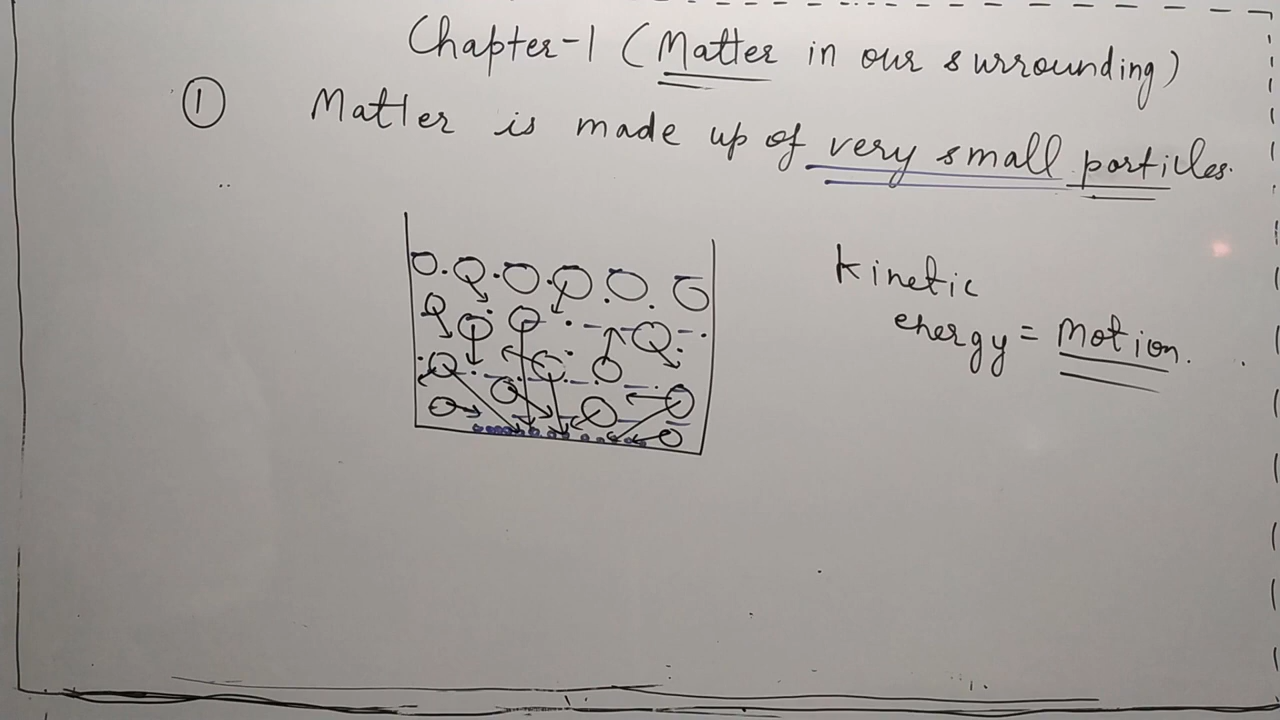 Chapter-1 (Matter in our surrounding)
① Matter is made up of very small particles.
Kinetic
energy = Motion.